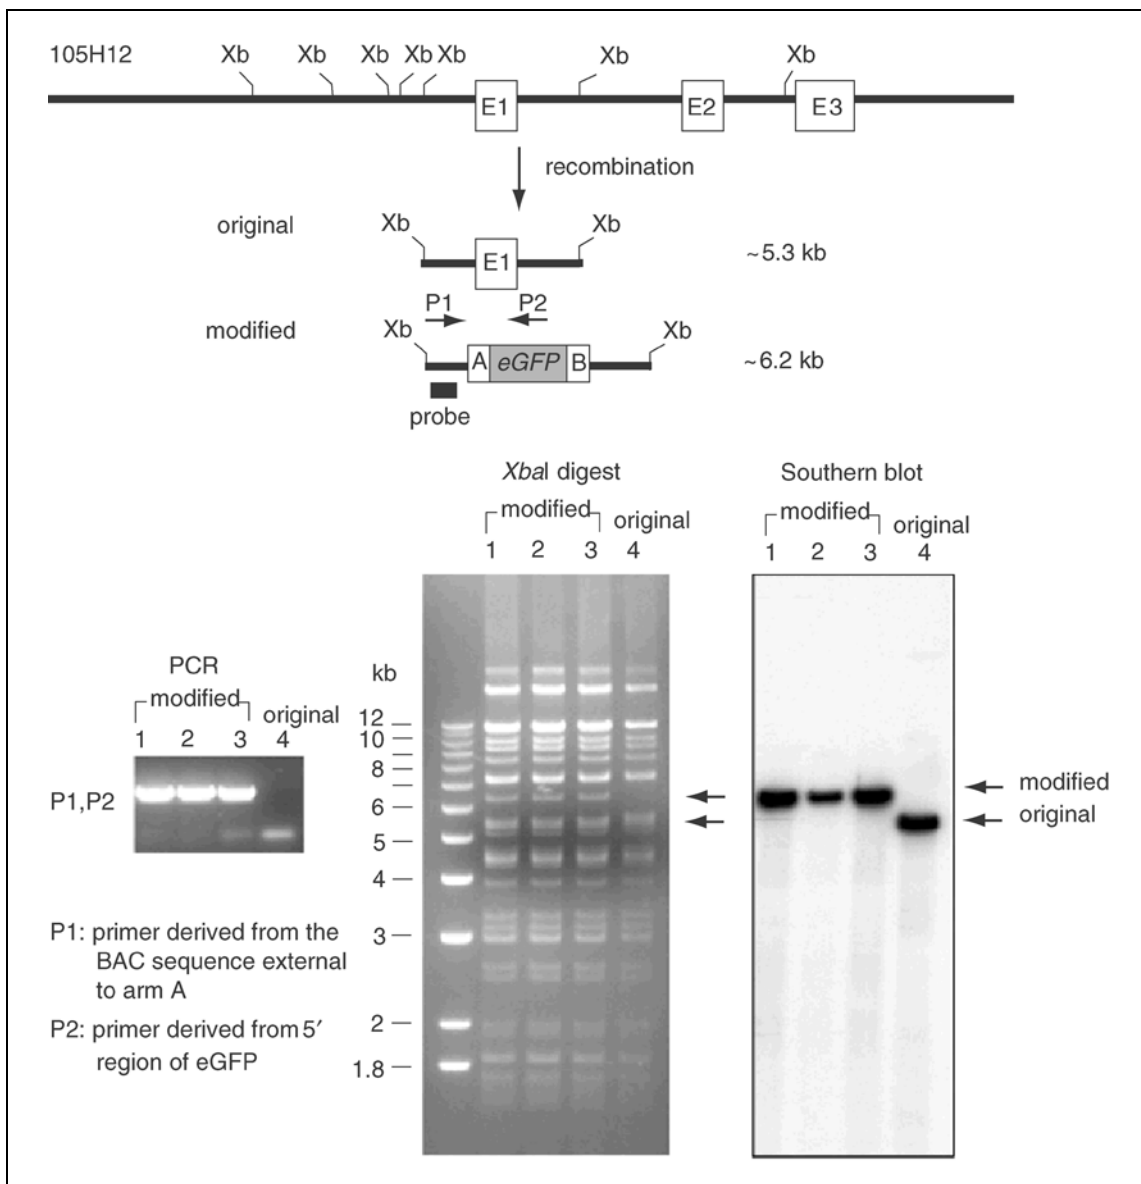 105H12 Xb Xb Xb Xb Xb Xb Xb
E1 E2 E3
recombination
original Xb Xb
E1 ~5.3 kb
P1 P2
modified Xb Xb
A eGFP B ~6.2 kb
probe
XbaI digest
modified original
1 2 3 4
Southern blot
modified original
1 2 3 4
PCR
modified original
1 2 3 4
P1,P2
kb
12
10
8
6
5
4
3
2
1.8
modified
original
P1: primer derived from the
BAC sequence external
to arm A
P2: primer derived from 5′
region of eGFP